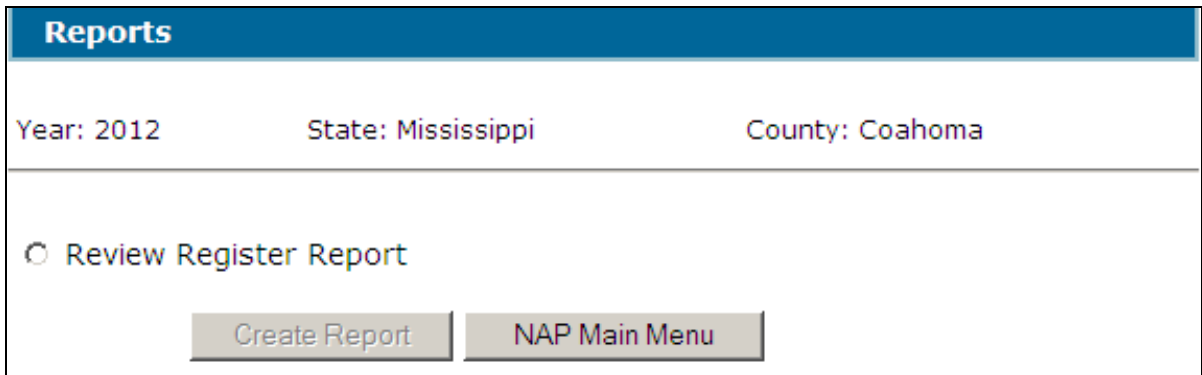 Reports
Year: 2012 State: Mississippi County: Coahoma
Review Register Report
Create Report NAP Main Menu